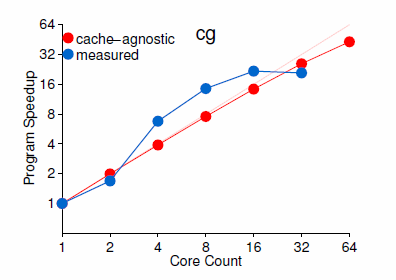 cg
cache–agnostic
measured
Program Speedup
64
32
16
8
4
2
1
1 2 4 8 16 32 64
Core Count